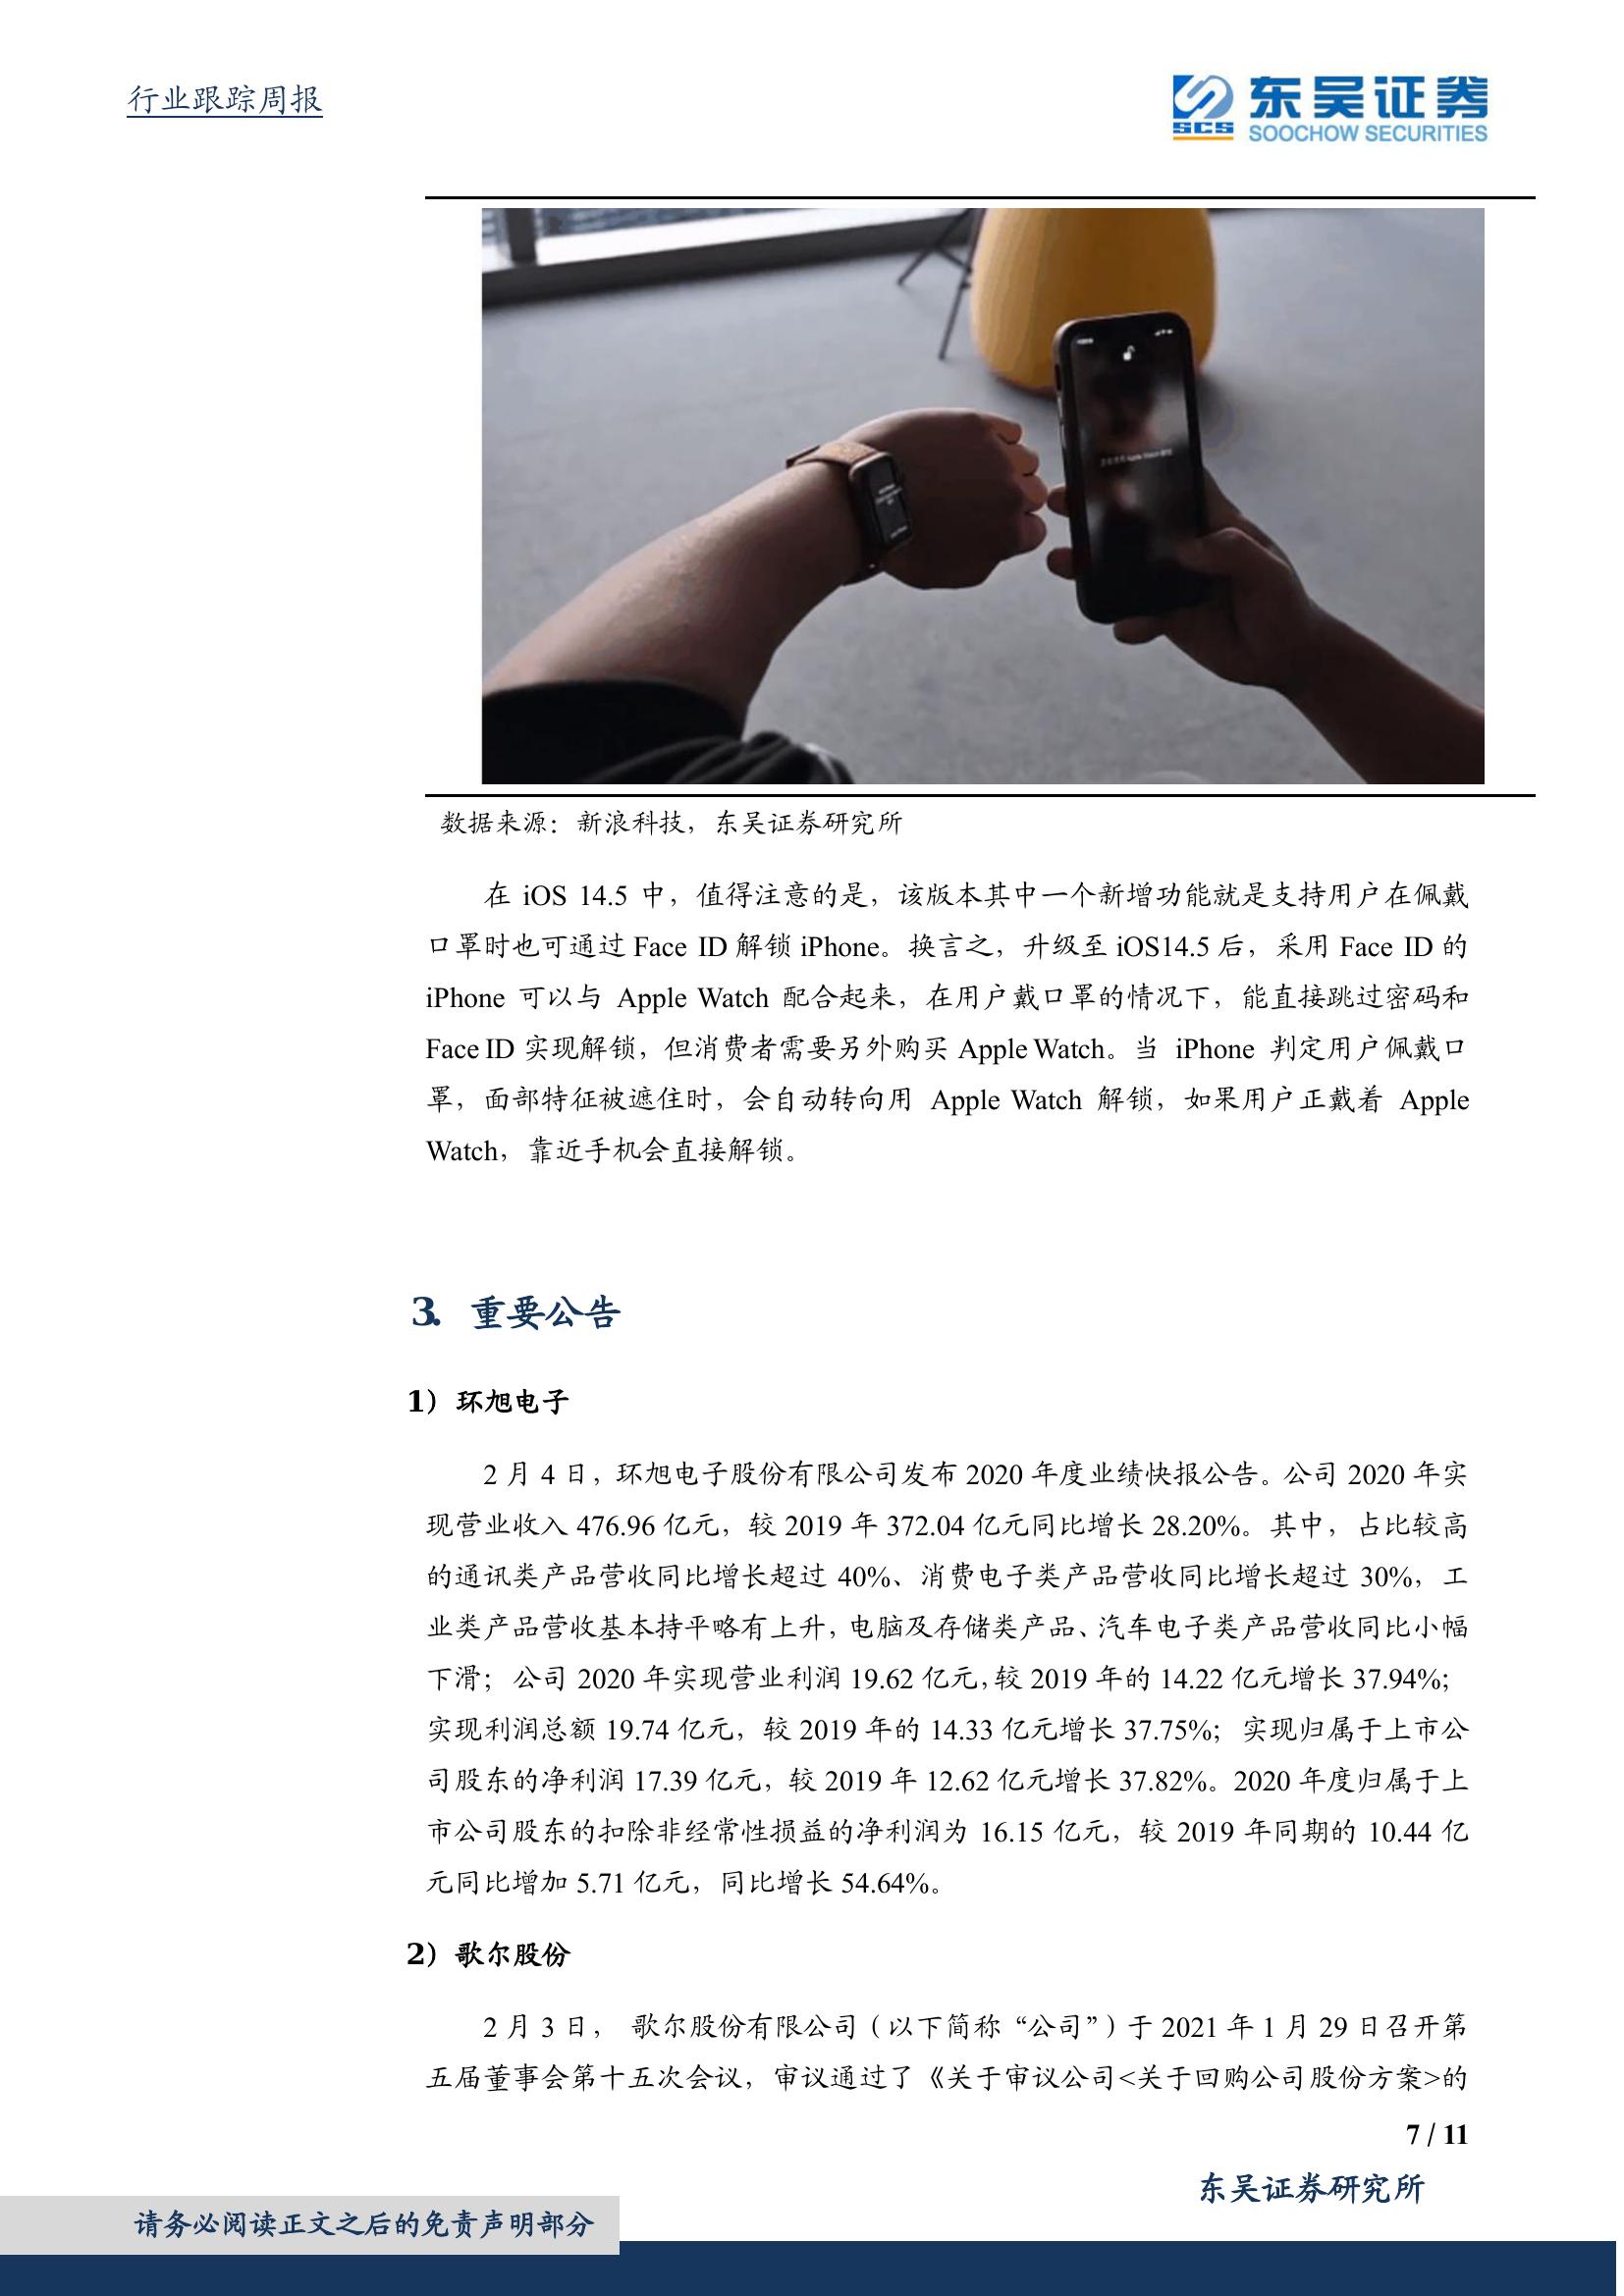 行业跟踪周报
SCS
东吴证券
SOOCHOW SECURITIES
数据来源：新浪科技，东吴证券研究所
在 iOS 14.5 中，值得注意的是，该版本其中一个新增功能就是支持用户在佩戴
口罩时也可通过 Face ID 解锁 iPhone。换言之，升级至 iOS14.5 后，采用 Face ID 的
iPhone 可以与 Apple Watch 配合起来，在用户戴口罩的情况下，能直接跳过密码和
Face ID 实现解锁，但消费者需要另外购买 Apple Watch。当 iPhone 判定用户佩戴口
罩，面部特征被遮住时，会自动转向用 Apple Watch 解锁，如果用户正戴着 Apple
Watch，靠近手机会直接解锁。
3. 重要公告
1）环旭电子
2 月 4 日，环旭电子股份有限公司发布 2020 年度业绩快报公告。公司 2020 年实
现营业收入 476.96 亿元，较 2019 年 372.04 亿元同比增长 28.20%。其中，占比较高
的通讯类产品营收同比增长超过 40%、消费电子类产品营收同比增长超过 30%，工
业类产品营收基本持平略有上升，电脑及存储类产品、汽车电子类产品营收同比小幅
下滑；公司 2020 年实现营业利润 19.62 亿元，较 2019 年的 14.22 亿元增长 37.94%；
实现利润总额 19.74 亿元，较 2019 年的 14.33 亿元增长 37.75%；实现归属于上市公
司股东的净利润 17.39 亿元，较 2019 年 12.62 亿元增长 37.82%。2020 年度归属于上
市公司股东的扣除非经常性损益的净利润为 16.15 亿元，较 2019 年同期的 10.44 亿
元同比增加 5.71 亿元，同比增长 54.64%。
2）歌尔股份
2 月 3 日， 歌尔股份有限公司（以下简称“公司”）于 2021 年 1 月 29 日召开第
五届董事会第十五次会议，审议通过了《关于审议公司<关于回购公司股份方案>的
7 / 11
东吴证券研究所
请务必阅读正文之后的免责声明部分